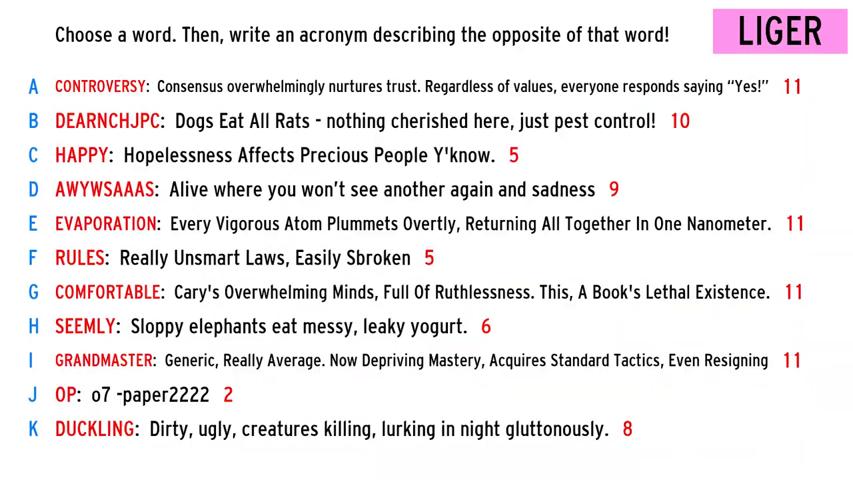 Choose a word. Then, write an acronym describing the opposite of that word!
LIGER
A CONTROVERSY: Consensus overwhelmingly nurtures trust. Regardless of values, everyone responds saying “Yes!” 11
B DEARNCHJPC: Dogs Eat All Rats - nothing cherished here, just pest control! 10
C HAPPY: Hopelessness Affects Precious People Y'know. 5
D AWYWSAAAS: Alive where you won’t see another again and sadness 9
E EVAPORATION: Every Vigorous Atom Plummets Overtly, Returning All Together In One Nanometer. 11
F RULES: Really Unsmart Laws, Easily Sbroken 5
G COMFORTABLE: Cary's Overwhelming Minds, Full Of Ruthlessness. This, A Book's Lethal Existence. 11
H SEEMLY: Sloppy elephants eat messy, leaky yogurt. 6
I GRANDMASTER: Generic, Really Average. Now Depriving Mastery, Acquires Standard Tactics, Even Resigning 11
J OP: o7 -paper2222 2
K DUCKLING: Dirty, ugly, creatures killing, lurking in night gluttonously. 8